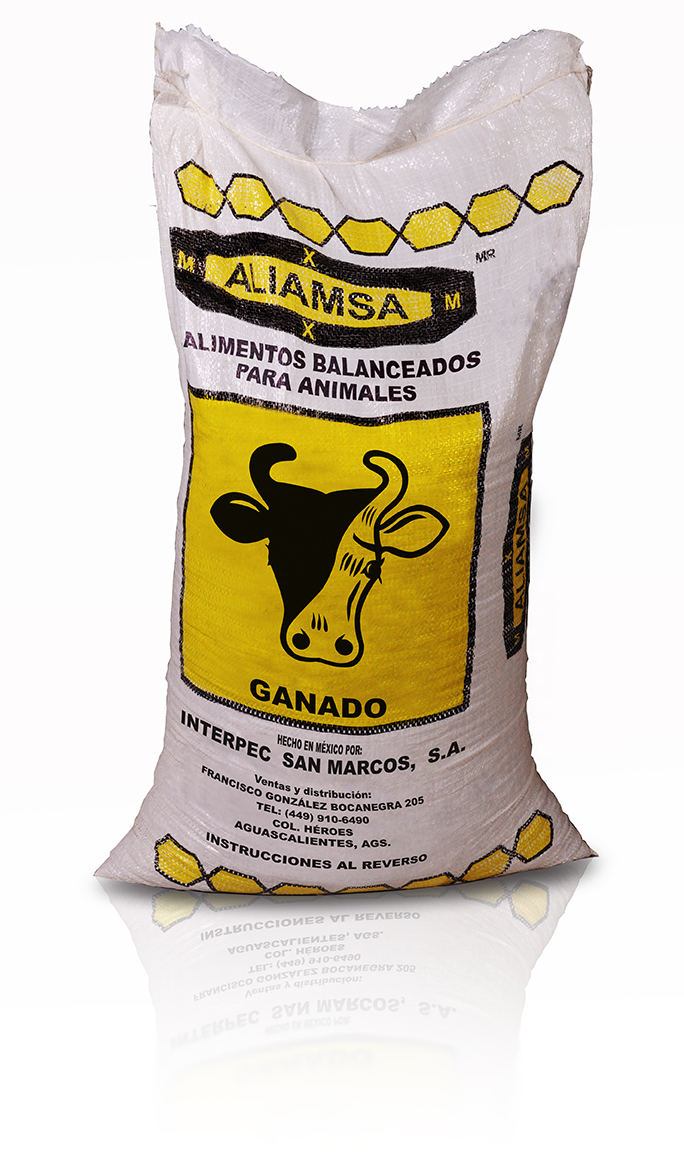 MR
X
M ALIAMSA M
X
ALIMENTOS BALANCEADOS
PARA ANIMALES
GANADO
HECHO EN MÉXICO POR:
INTERPEC SAN MARCOS, S.A.
Ventas y distribución:
FRANCISCO GONZÁLEZ BOCANEGRA 205
TEL: (449) 910-6490
COL. HÉROES
AGUASCALIENTES, AGS.
INSTRUCCIONES AL REVERSO
MR
M ALIAMSA M
X